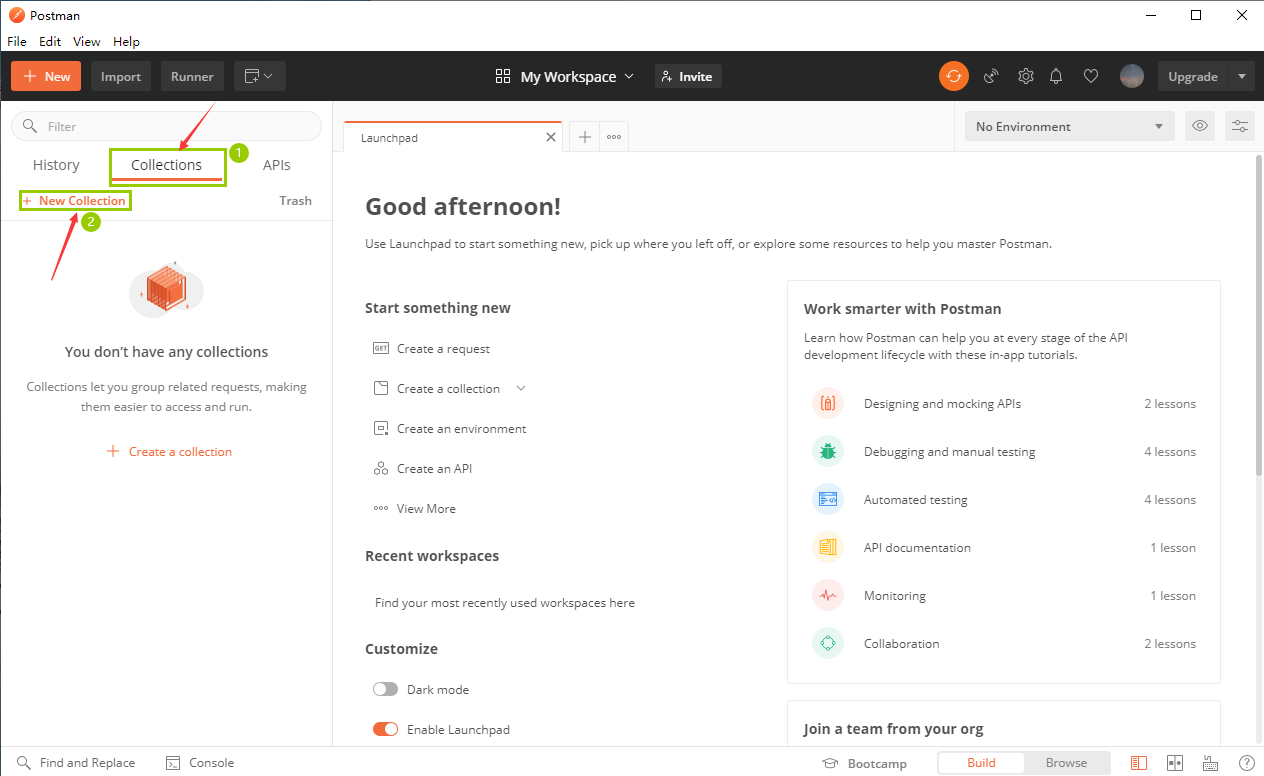 Postman
File Edit View Help
New Import Runner My Workspace Invite Upgrade
Filter
History Collections 1 APIs
+ New Collection Trash
2
You don’t have any collections
Collections let you group related requests, making
them easier to access and run.
+ Create a collection
Launchpad
No Environment
Good afternoon!
Use Launchpad to start something new, pick up where you left off, or explore some resources to help you master Postman.
Start something new
GET Create a request
Create a collection
Create an environment
Create an API
View More
Recent workspaces
Find your most recently used workspaces here
Customize
Dark mode
Enable Launchpad
Work smarter with Postman
Learn how Postman can help you at every stage of the API
development lifecycle with these in-app tutorials.
Designing and mocking APIs 2 lessons
Debugging and manual testing 4 lessons
Automated testing 4 lessons
API documentation 1 lesson
Monitoring 1 lesson
Collaboration 2 lessons
Join a team from your org
Find and Replace Console Bootcamp Build Browse